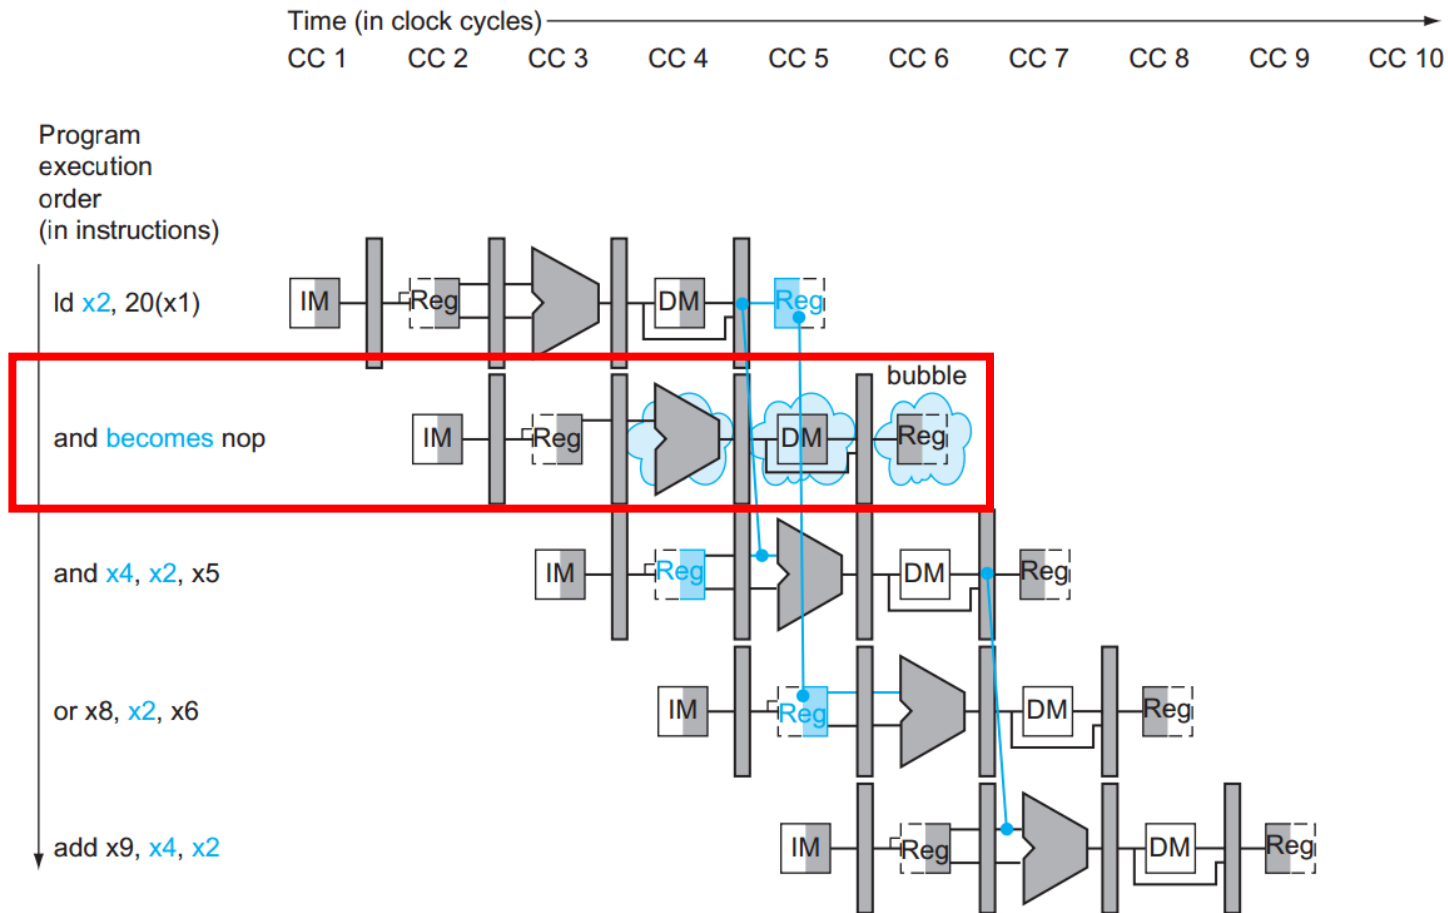 Time (in clock cycles)
CC 1 CC 2 CC 3 CC 4 CC 5 CC 6 CC 7 CC 8 CC 9 CC 10
Program
execution
order
(in instructions)
ld x2, 20(x1)
IM Reg DM Reg
bubble
and becomes nop
IM Reg DM Reg
and x4, x2, x5
IM Reg DM Reg
or x8, x2, x6
IM Reg DM Reg
add x9, x4, x2
IM Reg DM Reg